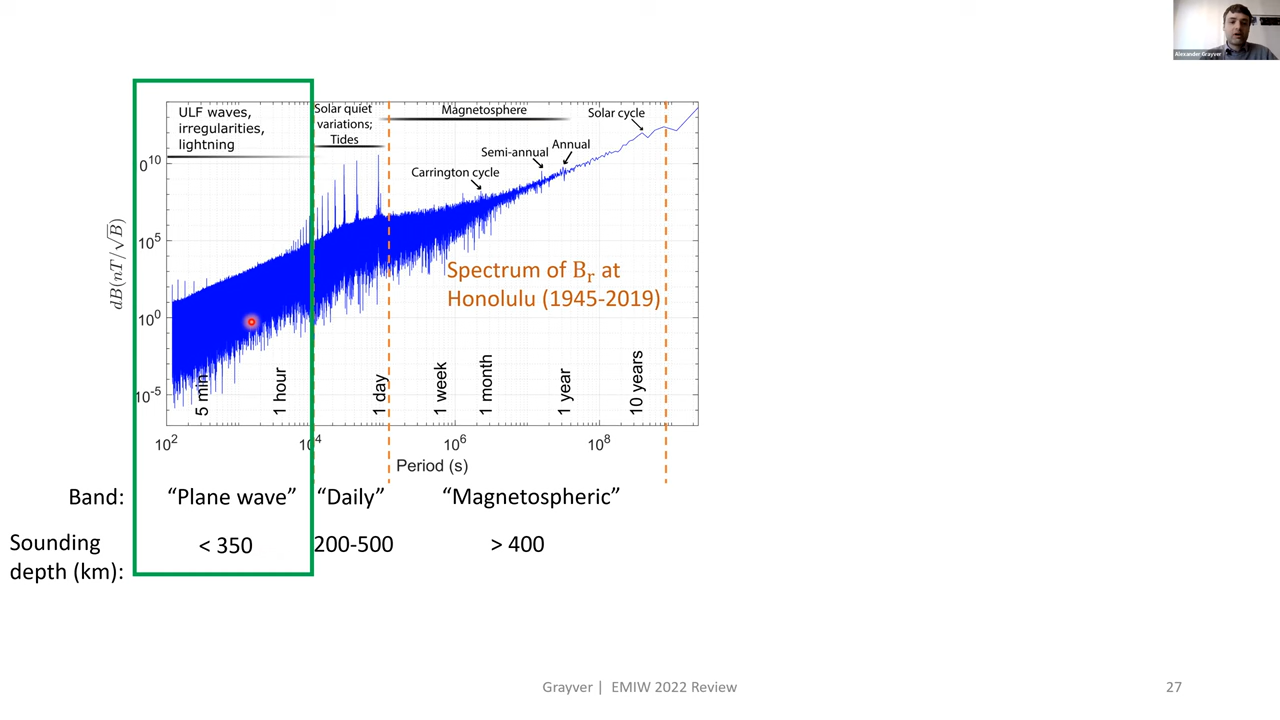 Alexander Grayver
ULF waves,
irregularities,
lightning
Solar quiet
variations;
Tides
Magnetosphere
Solar cycle
Semi-annual
Annual
Carrington cycle
dB(nT/√B)
0^10
10^5
10^0
10^-5
Spectrum of B_r at
Honolulu (1945-2019)
5 min
1 hour
1 day
1 week
1 month
1 year
10 years
10^2
10^4
10^6
10^8
Period (s)
Band: “Plane wave” “Daily” “Magnetospheric”
Sounding
depth (km): < 350 200-500 > 400
Grayver | EMIW 2022 Review
27